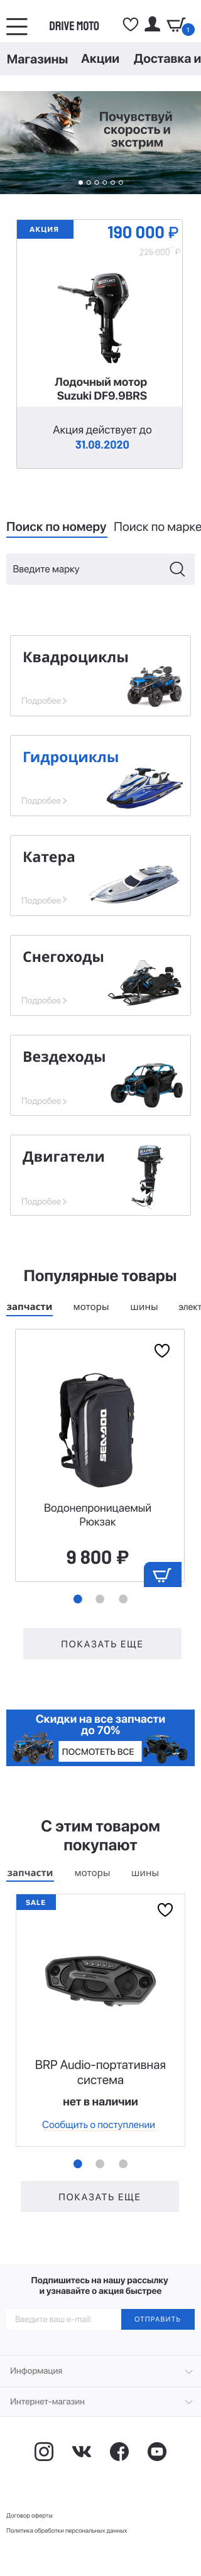 DRIVE MOTO
1
Магазины Акции Доставка и
Почувствуй
скорость и
экстрим
АКЦИЯ
190 000 ₽
225 000 ₽
Лодочный мотор
Suzuki DF9.9BRS
Акция действует до
31.08.2020
Поиск по номеру Поиск по марке
Введите марку
Квадроциклы
Подробее
Гидроциклы
Подробее
Катера
Подробее
Снегоходы
Подробее
Вездеходы
Подробее
Двигатели
Подробее
Популярные товары
запчасти моторы шины элект
SEADOO
Водонепроницаемый
Рюкзак
9 800 ₽
ПОКАЗАТЬ ЕЩЕ
Скидки на все запчасти
до 70%
ПОСМОТЕТЬ ВСЕ
С этим товаром
покупают
запчасти моторы шины
SALE
BRP Audio-портативная
система
нет в наличии
Сообщить о поступлении
ПОКАЗАТЬ ЕЩЕ
Подпишитесь на нашу рассылку
и узнавайте о акция быстрее
Введите ваш e-mail:
ОТПРАВИТЬ
Информация
Интернет-магазин
Договор оферты
Политика обработки персональных данных